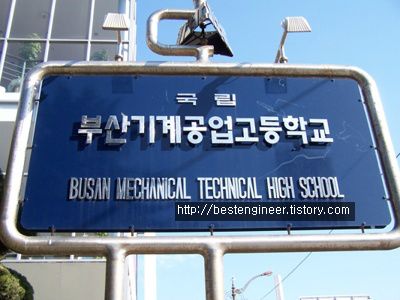 국립
부산기계공업고등학교
BUSAN MECHANICAL TECHNICAL HIGH SCHOOL
http://bestengineer.tistory.com